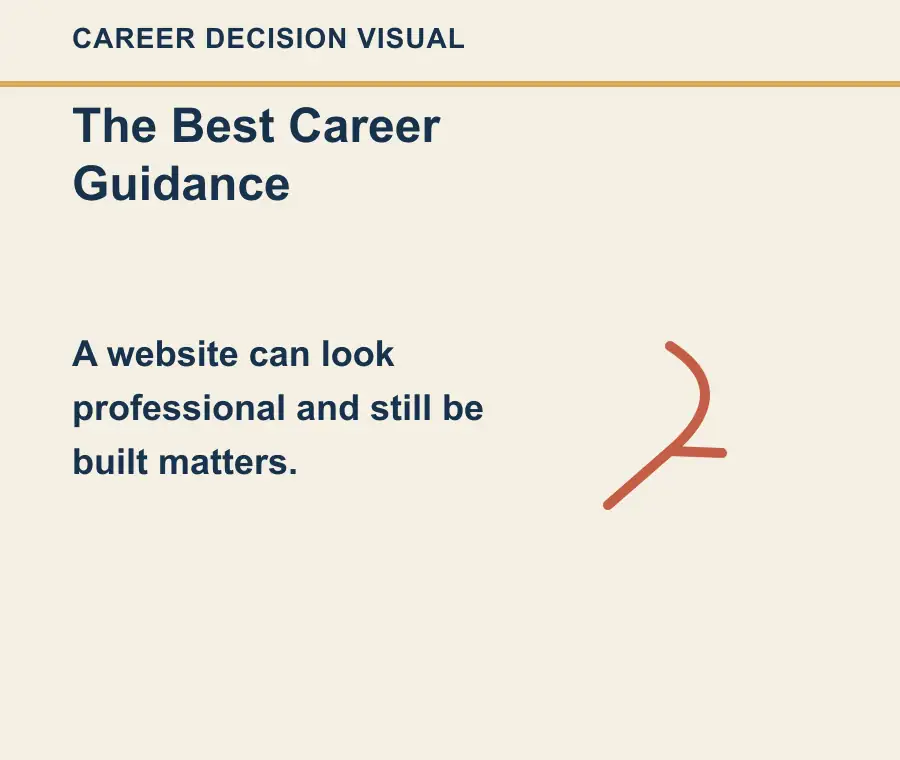 CAREER DECISION VISUAL
The Best Career
Guidance
A website can look
professional and still be
built matters.